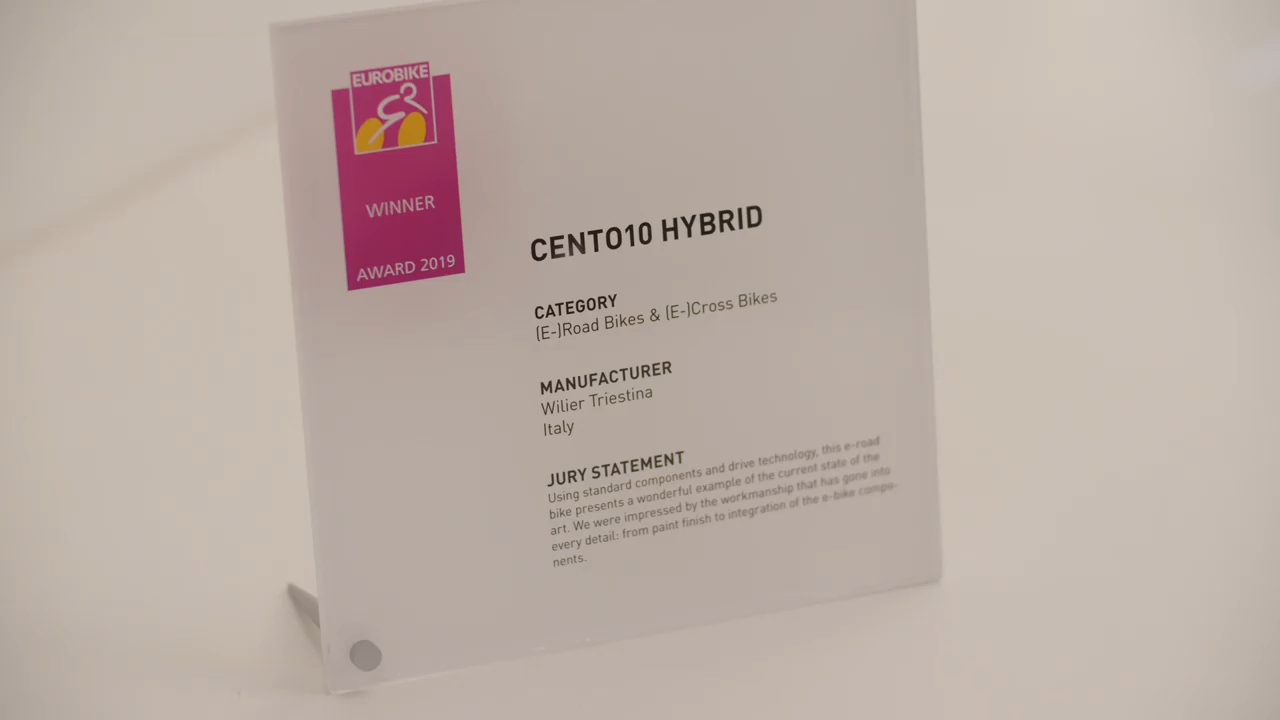 EUROBIKE
WINNER
AWARD 2019
CENTO10 HYBRID
CATEGORY
(E-)Road Bikes & (E-)Cross Bikes
MANUFACTURER
Wilier Triestina
Italy
JURY STATEMENT
Using standard components and drive technology, this e-road
bike presents a wonderful example of the current state of the
art. We were impressed by the workmanship that has gone into
every detail: from paint finish to integration of the e-bike compo-
nents.